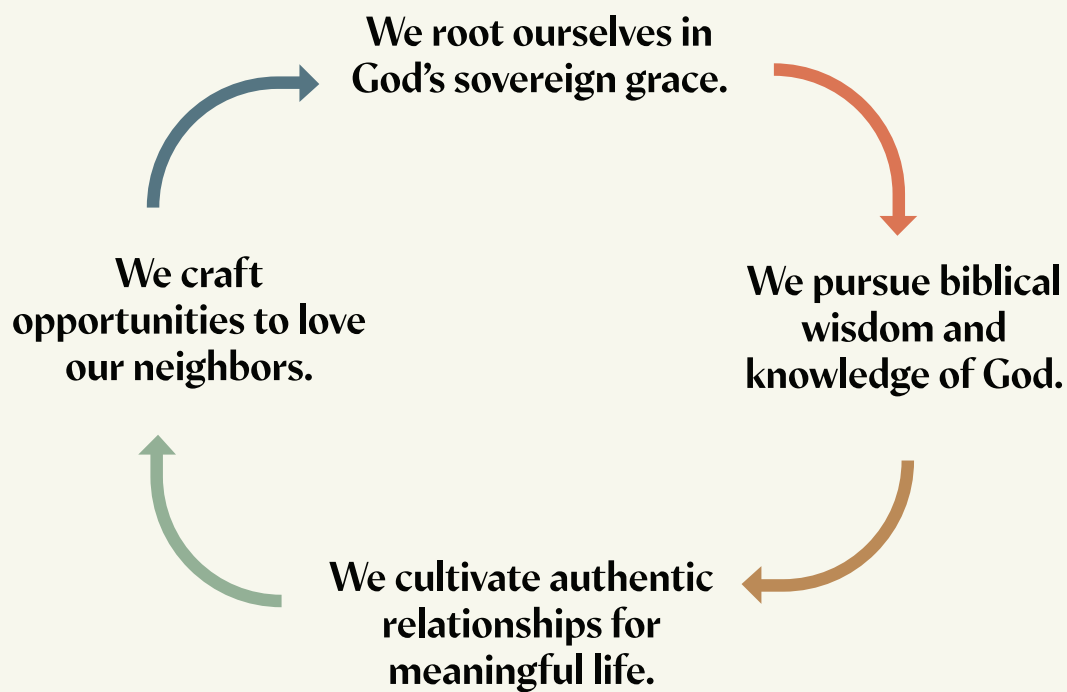 We root ourselves in
God’s sovereign grace.
We pursue biblical
wisdom and
knowledge of God.
We cultivate authentic
relationships for
meaningful life.
We craft
opportunities to love
our neighbors.